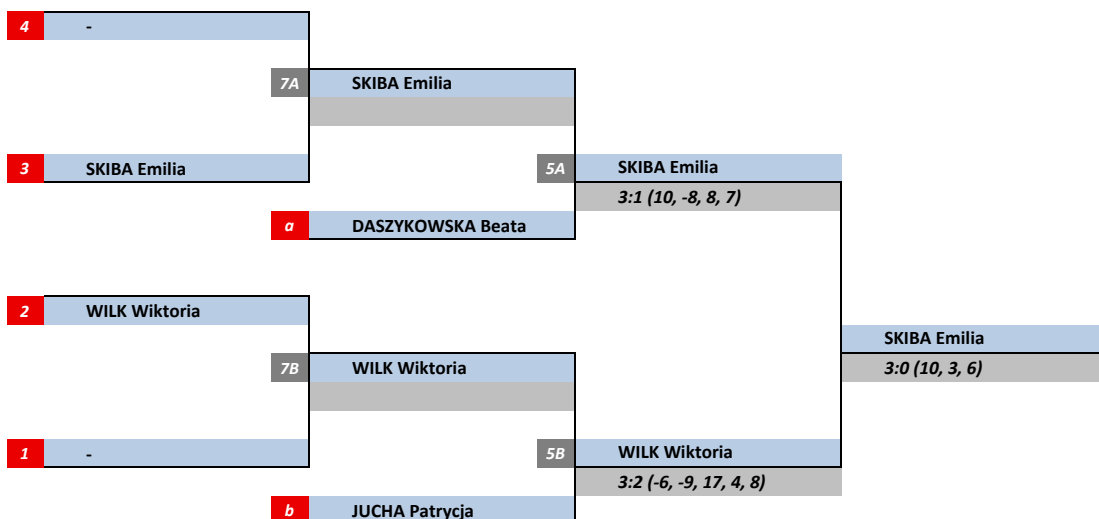 4 -
7A SKIBA Emilia
3 SKIBA Emilia
5A SKIBA Emilia
3:1 (10, -8, 8, 7)
a DASZYKOWSKA Beata
2 WILK Wiktoria
SKIBA Emilia
7B WILK Wiktoria
3:0 (10, 3, 6)
1 -
5B WILK Wiktoria
3:2 (-6, -9, 17, 4, 8)
b JUCHA Patrycja